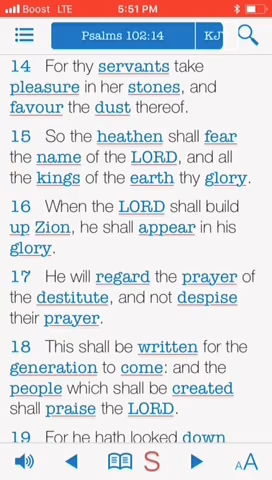 Boost LTE 5:51 PM
Psalms 102:14 KJ
14 For thy servants take
pleasure in her stones, and
favour the dust thereof.
15 So the heathen shall fear
the name of the LORD, and all
the kings of the earth thy glory.
16 When the LORD shall build
up Zion, he shall appear in his
glory.
17 He will regard the prayer of
the destitute, and not despise
their prayer.
18 This shall be written for the
generation to come: and the
people which shall be created
shall praise the LORD.
19 For he hath looked down
S AA